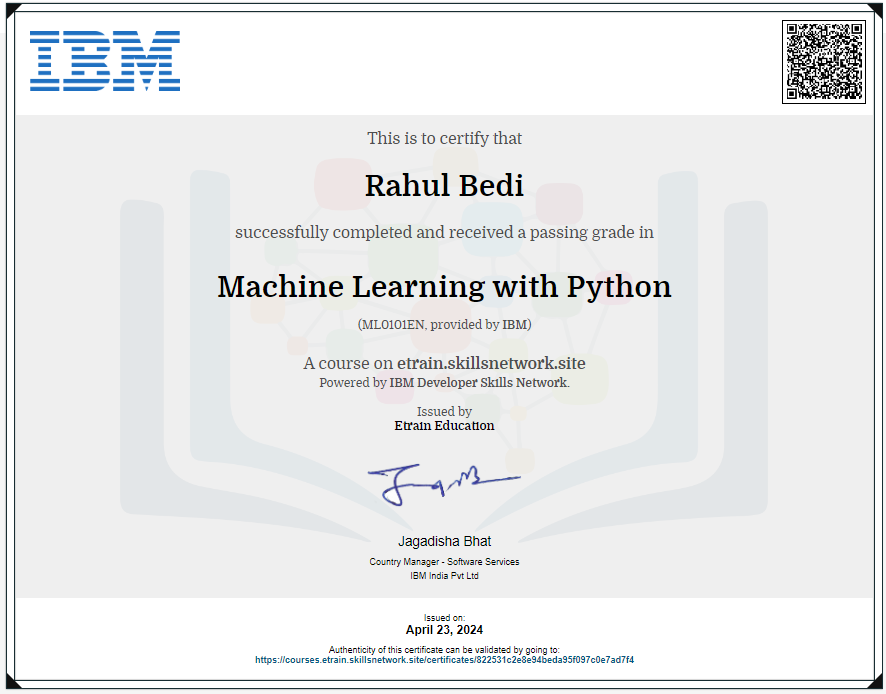 IBM
This is to certify that
Rahul Bedi
successfully completed and received a passing grade in
Machine Learning with Python
(ML0101EN, provided by IBM)
A course on etrain.skillsnetwork.site
Powered by IBM Developer Skills Network.
Issued by
Etrain Education
Jagadisha Bhat
Country Manager - Software Services
IBM India Pvt Ltd
Issued on:
April 23, 2024
Authenticity of this certificate can be validated by going to:
https://courses.etrain.skillsnetwork.site/certificates/822531c2e8e94beda95f097c0e7ad7f4